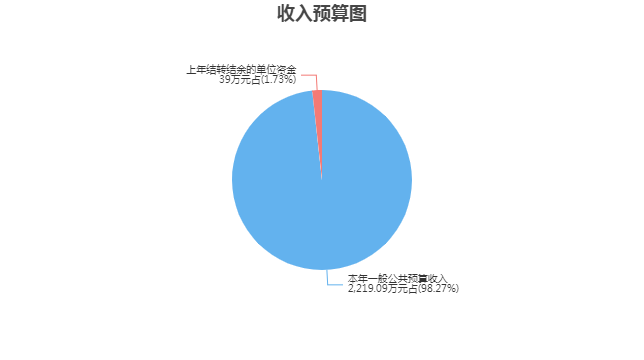 收入预算图
上年结转结余的单位资金
39万元占(1.73%)
本年一般公共预算收入
2,219.09万元占(98.27%)